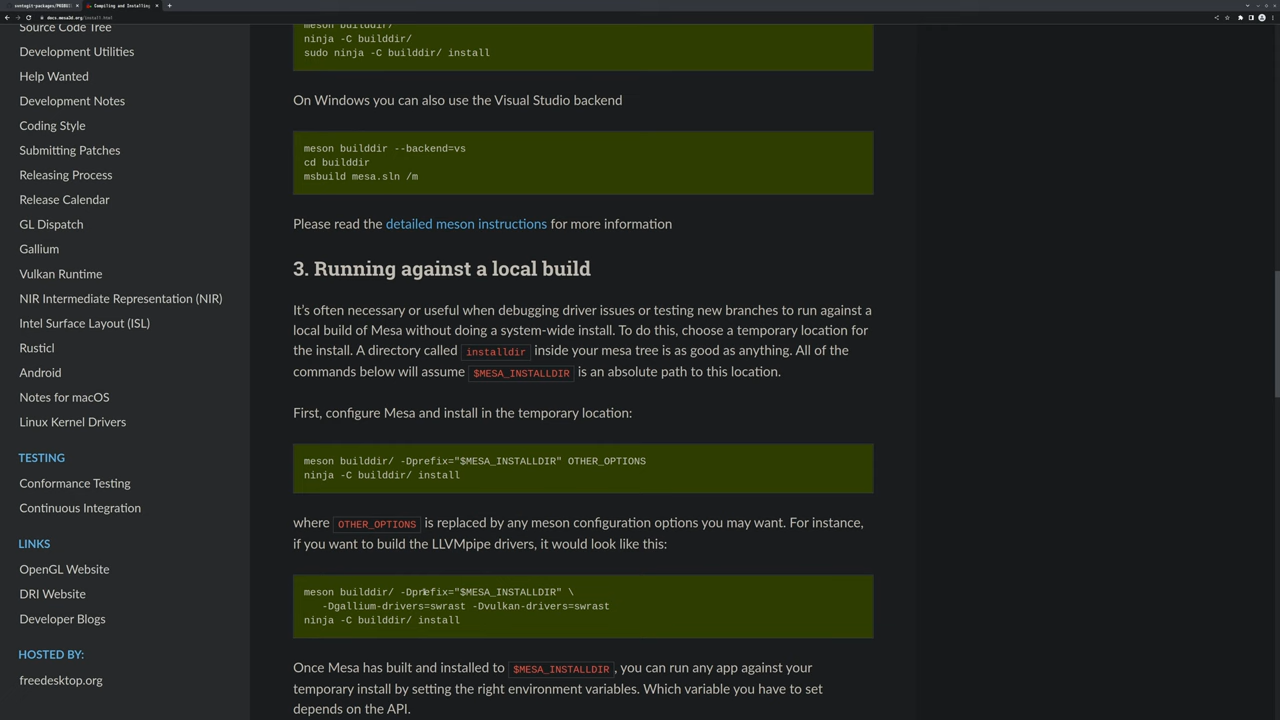 sontogit-packages/PKGBUI
Compiling and Installing
docs.mesa3d.org/install.html
Source Code Tree
Development Utilities
Help Wanted
Development Notes
Coding Style
Submitting Patches
Releasing Process
Release Calendar
GL Dispatch
Gallium
Vulkan Runtime
NIR Intermediate Representation (NIR)
Intel Surface Layout (ISL)
Rusticl
Android
Notes for macOS
Linux Kernel Drivers
TESTING
Conformance Testing
Continuous Integration
LINKS
OpenGL Website
DRI Website
Developer Blogs
HOSTED BY:
freedesktop.org
meson builddir/
ninja -C builddir/
sudo ninja -C builddir/ install
On Windows you can also use the Visual Studio backend
meson builddir --backend=vs
cd builddir
msbuild mesa.sln /m
Please read the detailed meson instructions for more information
3. Running against a local build
It's often necessary or useful when debugging driver issues or testing new branches to run against a
local build of Mesa without doing a system-wide install. To do this, choose a temporary location for
the install. A directory called installdir inside your mesa tree is as good as anything. All of the
commands below will assume $MESA_INSTALLDIR is an absolute path to this location.
First, configure Mesa and install in the temporary location:
meson builddir/ -Dprefix="$MESA_INSTALLDIR" OTHER_OPTIONS
ninja -C builddir/ install
where OTHER_OPTIONS is replaced by any meson configuration options you may want. For instance,
if you want to build the LLVMpipe drivers, it would look like this:
meson builddir/ -Dprefix="$MESA_INSTALLDIR" \
-Dgallium-drivers=swrast -Dvulkan-drivers=swrast
ninja -C builddir/ install
Once Mesa has built and installed to $MESA_INSTALLDIR, you can run any app against your
temporary install by setting the right environment variables. Which variable you have to set
depends on the API.